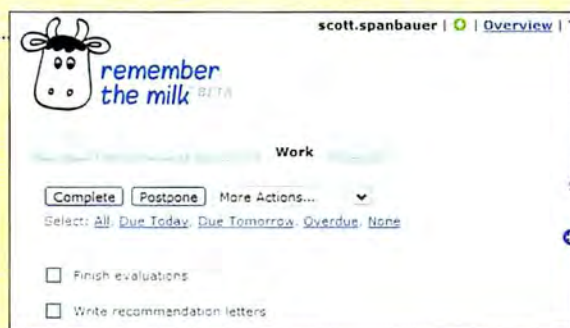 scott.spanbauer | | Overview |
remember
the milk BETA
Work
Complete Postpone More Actions...
Select: All, Due Today, Due Tomorrow, Overdue, None
Finish evaluations
Write recommendation letters